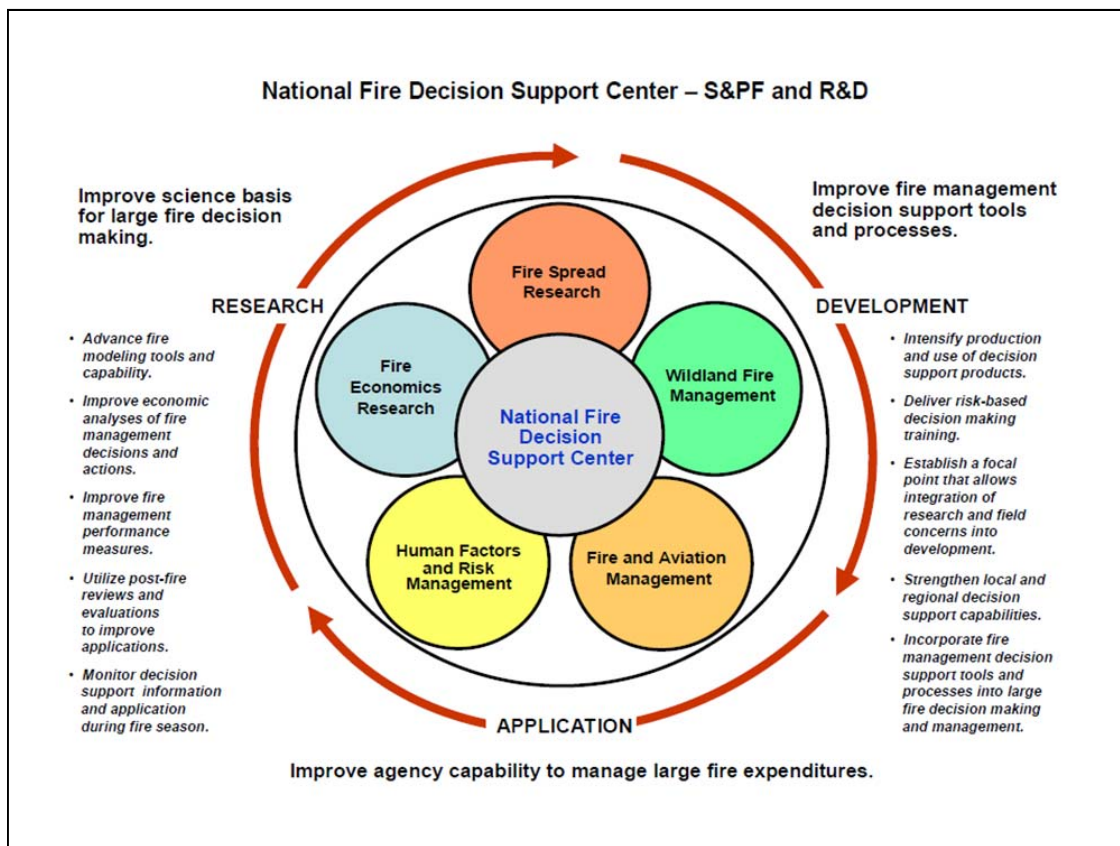 National Fire Decision Support Center – S&PF and R&D
Improve science basis
for large fire decision
making.
Improve fire management
decision support tools
and processes.
RESEARCH
• Advance fire
modeling tools and
capability.
• Improve economic
analyses of fire
management
decisions and
actions.
• Improve fire
management
performance
measures.
• Utilize post-fire
reviews and
evaluations
to improve
applications.
• Monitor decision
support information
and application
during fire season.
Fire Spread
Research
Fire
Economics
Research
Wildland Fire
Management
National Fire
Decision
Support Center
Human Factors
and Risk
Management
Fire and Aviation
Management
DEVELOPMENT
• Intensify production
and use of decision
support products.
• Deliver risk-based
decision making
training.
• Establish a focal
point that allows
integration of
research and field
concerns into
development.
• Strengthen local and
regional decision
support capabilities.
• Incorporate fire
management decision
support tools and
processes into large
fire decision making
and management.
APPLICATION
Improve agency capability to manage large fire expenditures.